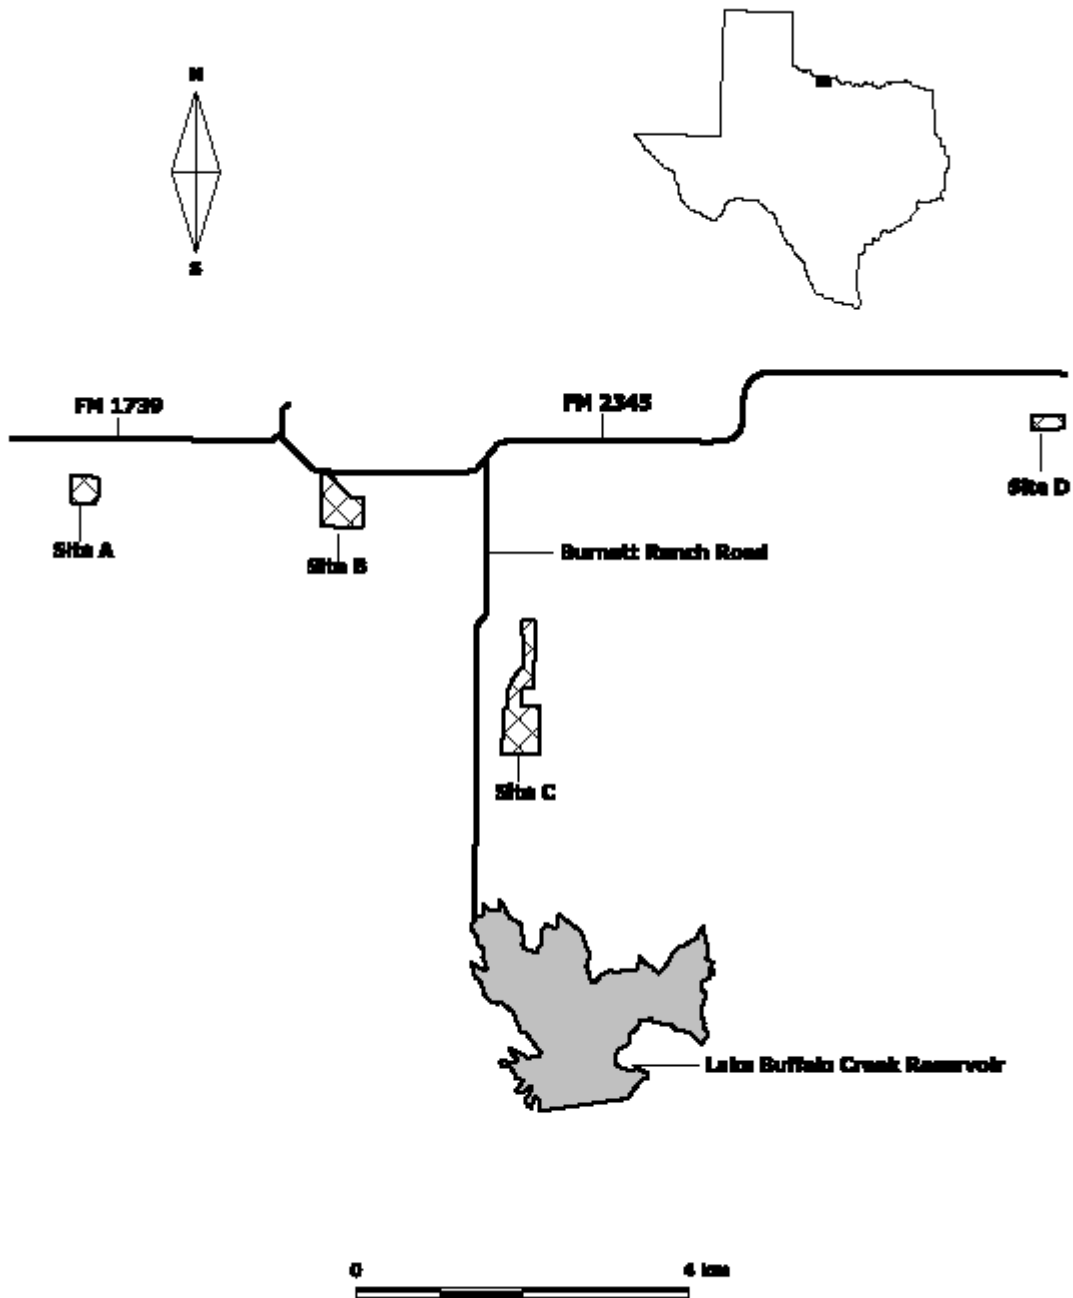 N
S
FM 1739
FM 2345
Site D
Site A
Site B
Burnett Ranch Road
Site C
Lake Buffalo Creek Reservoir
0 4 km